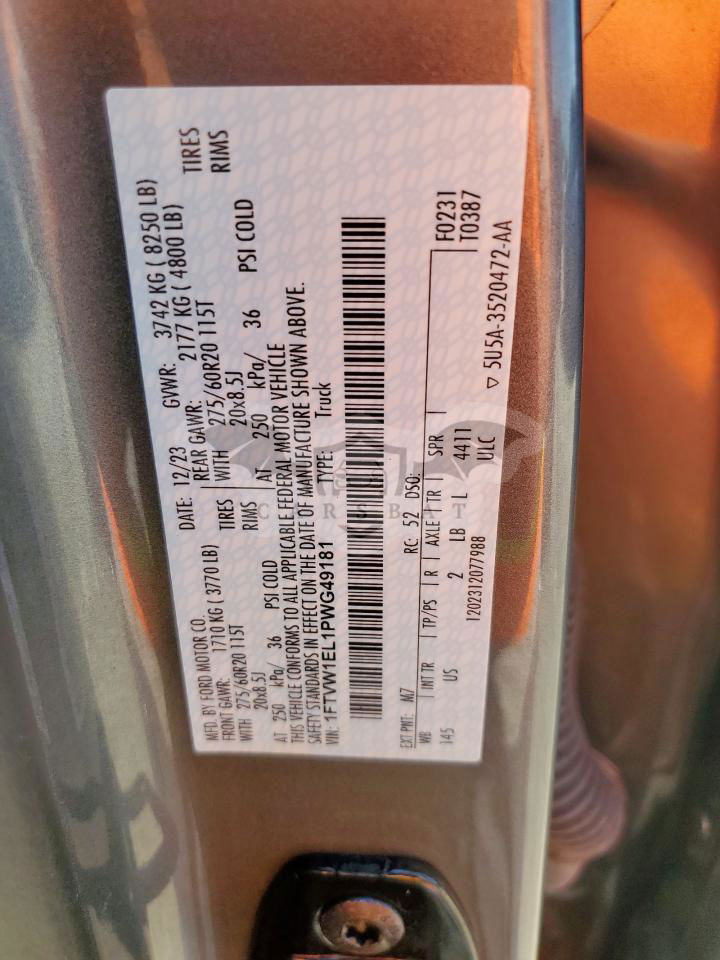 MFD. BY FORD MOTOR CO. DATE: 12/23 GVWR: 3742 KG ( 8250 LB)
FRONT GAWR: 1710 KG (3770 LB) REAR GAWR: 2177 KG ( 4800 LB)
WITH 275/60R20 115T TIRES WITH 275/60R20 115T TIRES
20x8.5J RIMS 20x8.5J RIMS
AT 250 kPa/ 36 PSI COLD AT 250 kPa/ 36 PSI COLD
THIS VEHICLE CONFORMS TO ALL APPLICABLE FEDERAL MOTOR VEHICLE
SAFETY STANDARDS IN EFFECT ON THE DATE OF MANUFACTURE SHOWN ABOVE.
VIN: 1FTVW1EL1PWG49181 TYPE: Truck
EXT PNT: M7 RC: 52 DSO: F0231
WB INT TR TP/PS R AXLE TR SPR T0387
145 US 2 LB L 4411
1202312077988 ULC
▽ 5U5A-3520472-AA
CARSBAT